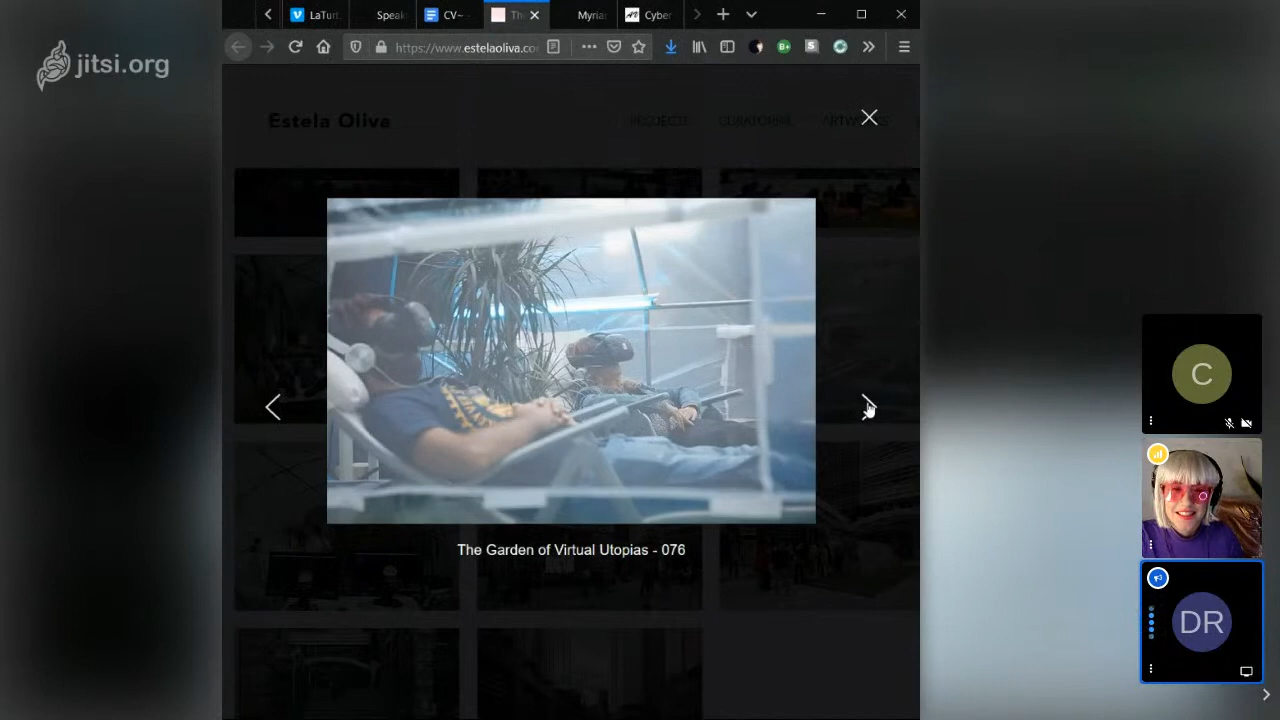 jitsi.org
LaTurt
Speak
CV~
Th
Myria
Cyber
https://www.estelaoliva.co
Estela Oliva
PROJECTS CURATORIAL ARTWORKS
The Garden of Virtual Utopias - 076
C
DR